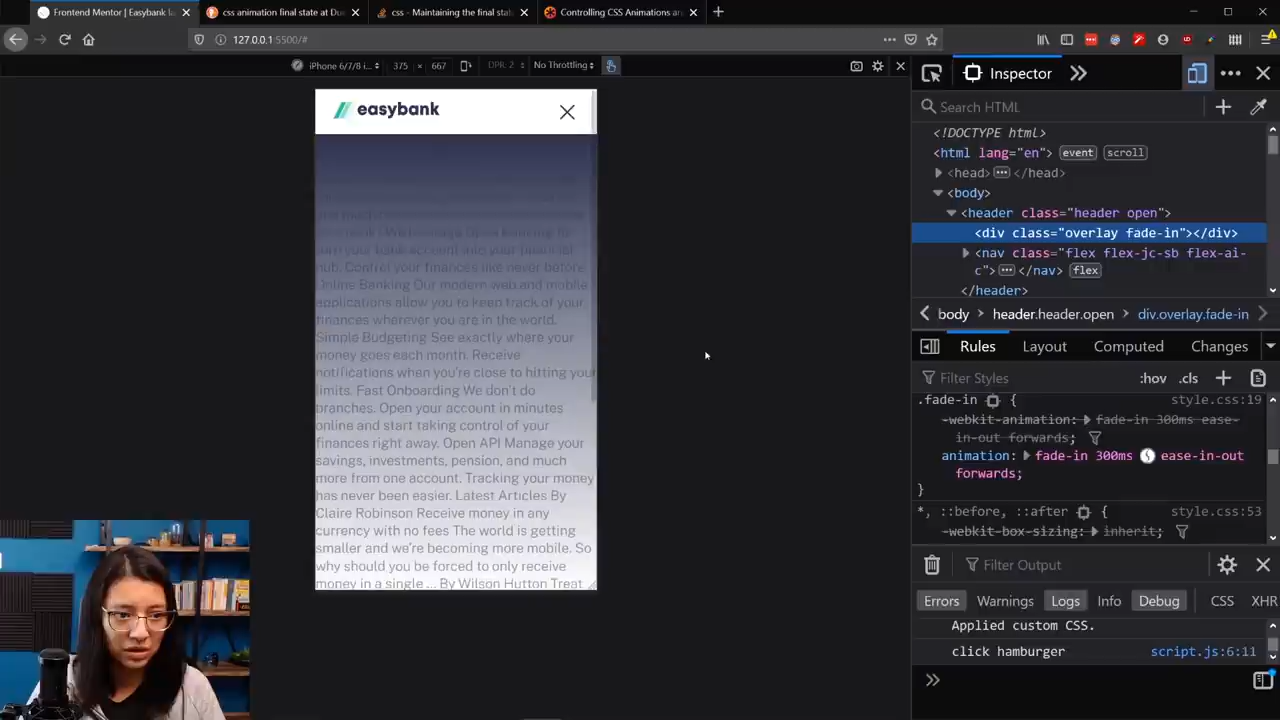 Frontend Mentor | Easybank la
css animation final state at Du
css - Maintaining the final stat
Controlling CSS Animations an
127.0.0.1:5500/#
iPhone 6/7/8 i...
375 × 667
DPR: 2
No Throttling
Inspector
Search HTML
easybank
<!DOCTYPE html>
<html lang="en"> event scroll
<head> ••• </head>
<body>
<header class="header open">
<div class="overlay fade-in"></div>
<nav class="flex flex-jc-sb flex-ai-
c"> ••• </nav> flex
</header>
body > header.header.open > div.overlay.fade-in
Rules Layout Computed Changes
Filter Styles
:hov .cls +
.fade-in { style.css:19
-webkit-animation: fade-in 300ms ease-
in-out forwards;
animation: fade-in 300ms ease-in-out
forwards;
}
*, ::before, ::after { style.css:53
-webkit-box-sizing: inherit;
Filter Output
Errors Warnings Logs Info Debug CSS XHR
Applied custom CSS.
click hamburger script.js:6:11
turn your bank account into your financial
hub. Control your finances like never before.
Online Banking Our modern web and mobile
applications allow you to keep track of your
finances wherever you are in the world.
Simple Budgeting See exactly where your
money goes each month. Receive
notifications when you're close to hitting your
limits. Fast Onboarding We don't do
branches. Open your account in minutes
online and start taking control of your
finances right away. Open API Manage your
savings, investments, pension, and much
more from one account. Tracking your money
has never been easier. Latest Articles By
Claire Robinson Receive money in any
currency with no fees The world is getting
smaller and we're becoming more mobile. So
why should you be forced to only receive
money in a single ... By Wilson Hutton Treat